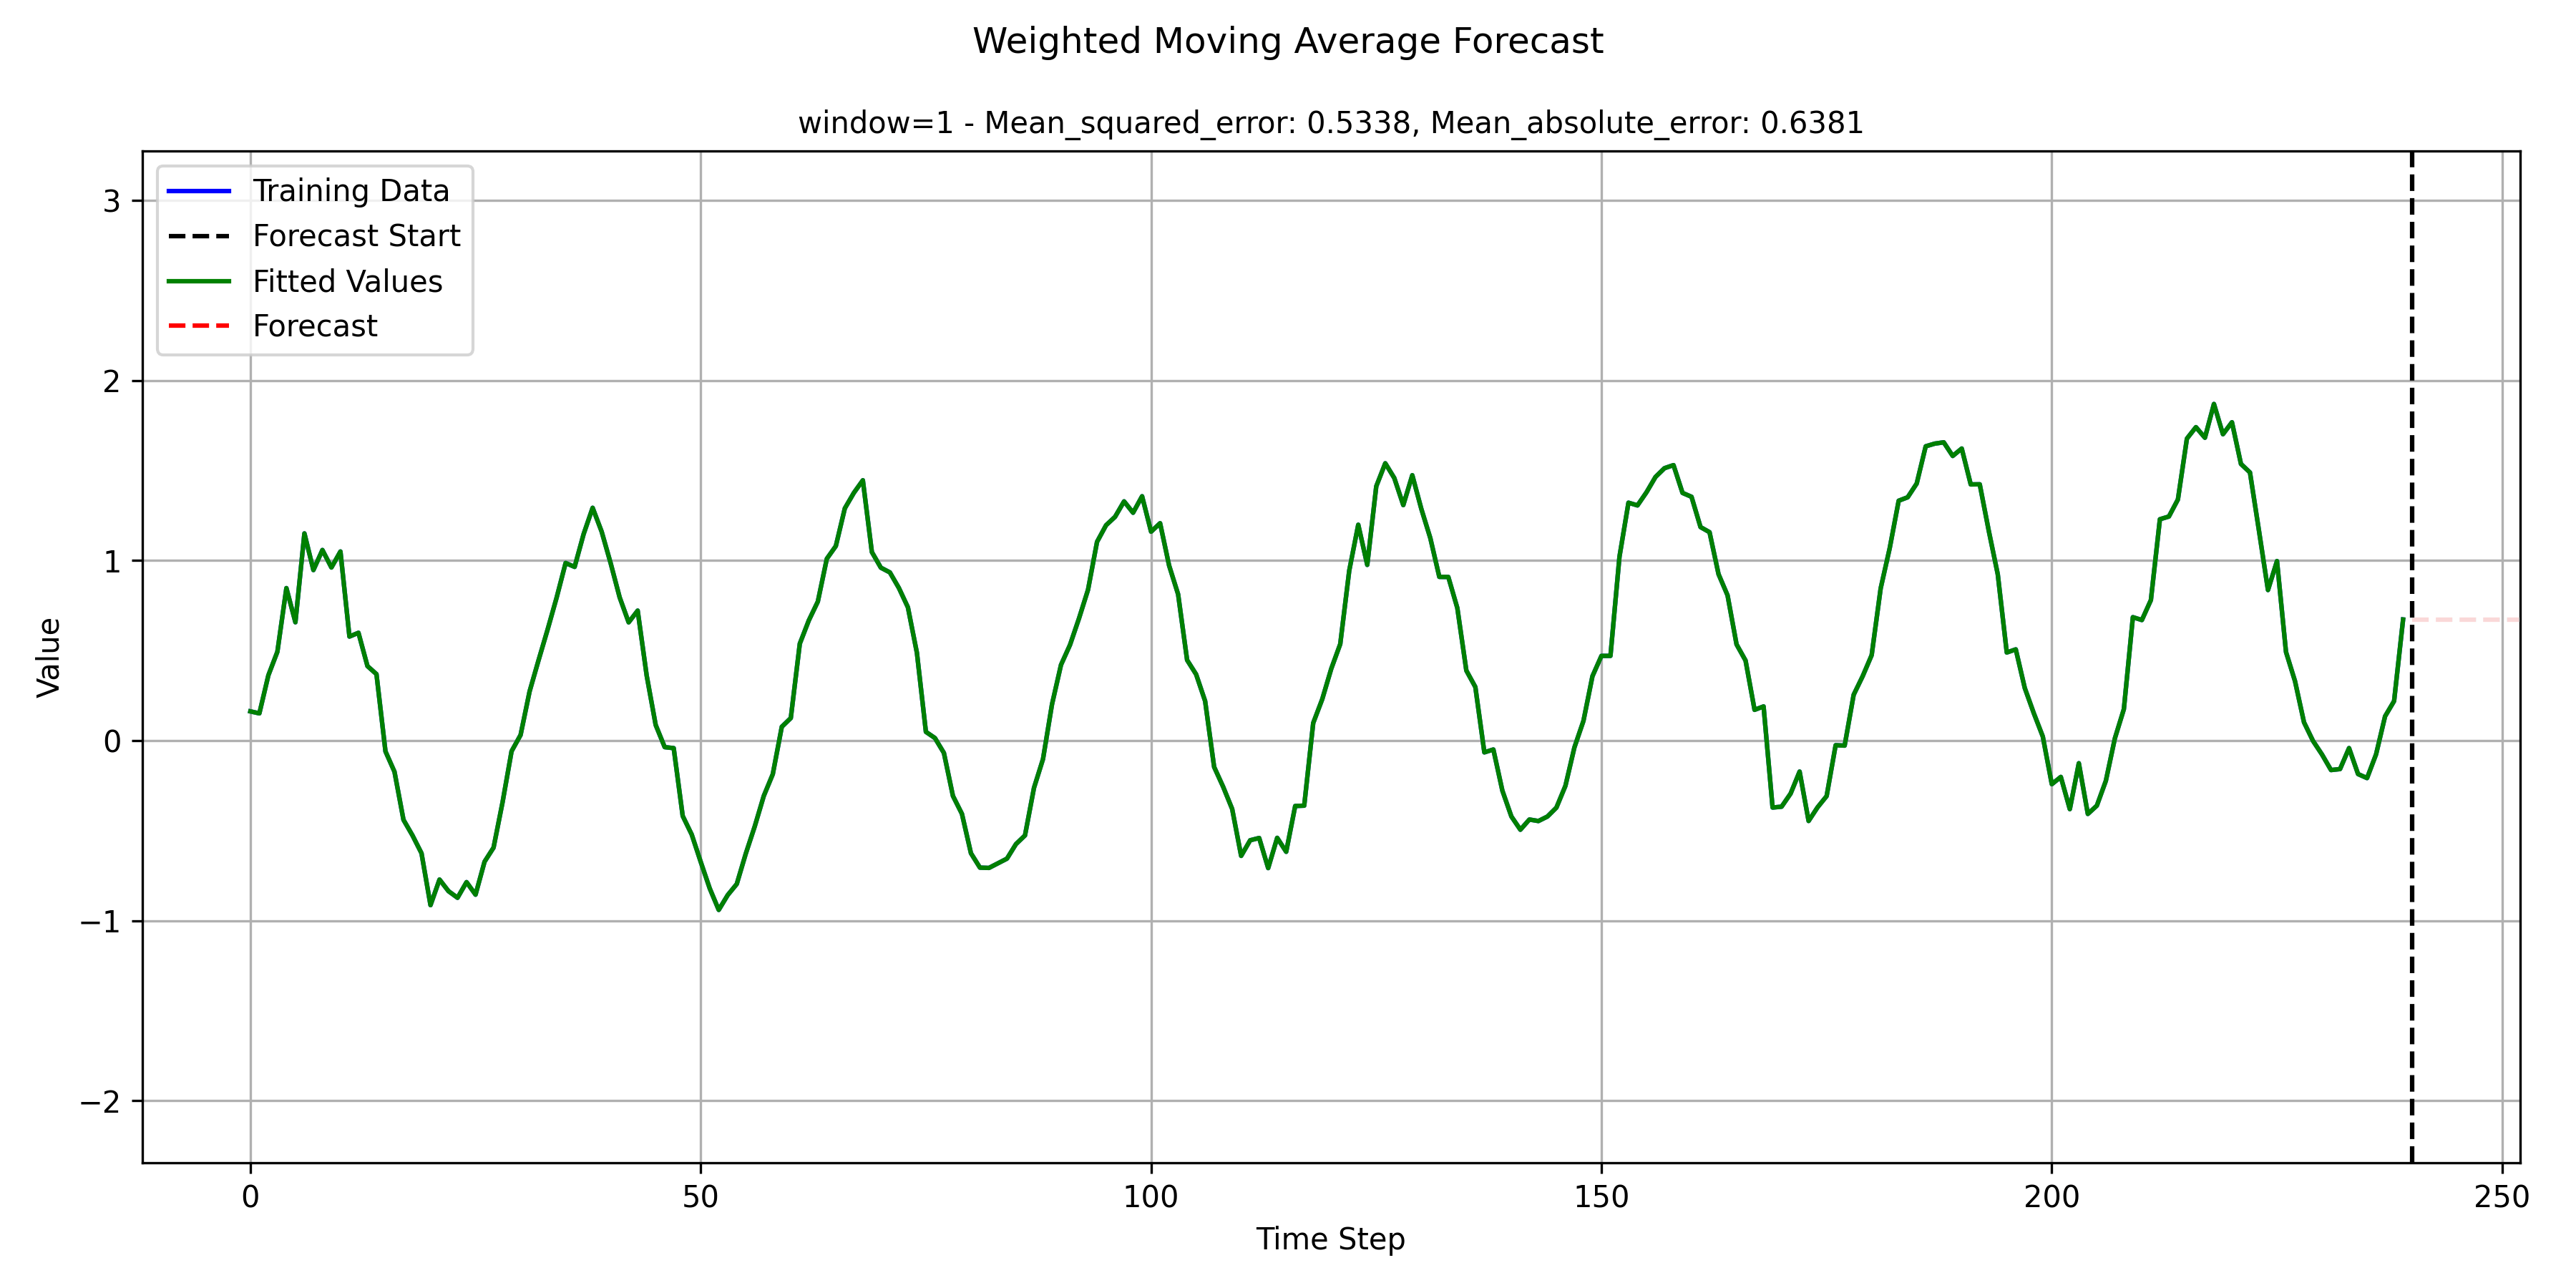 Weighted Moving Average Forecast
window=1 - Mean_squared_error: 0.5338, Mean_absolute_error: 0.6381
Training Data
Forecast Start
Fitted Values
Forecast
3
2
1
0
−1
−2
Value
0 50 100 150 200 250
Time Step